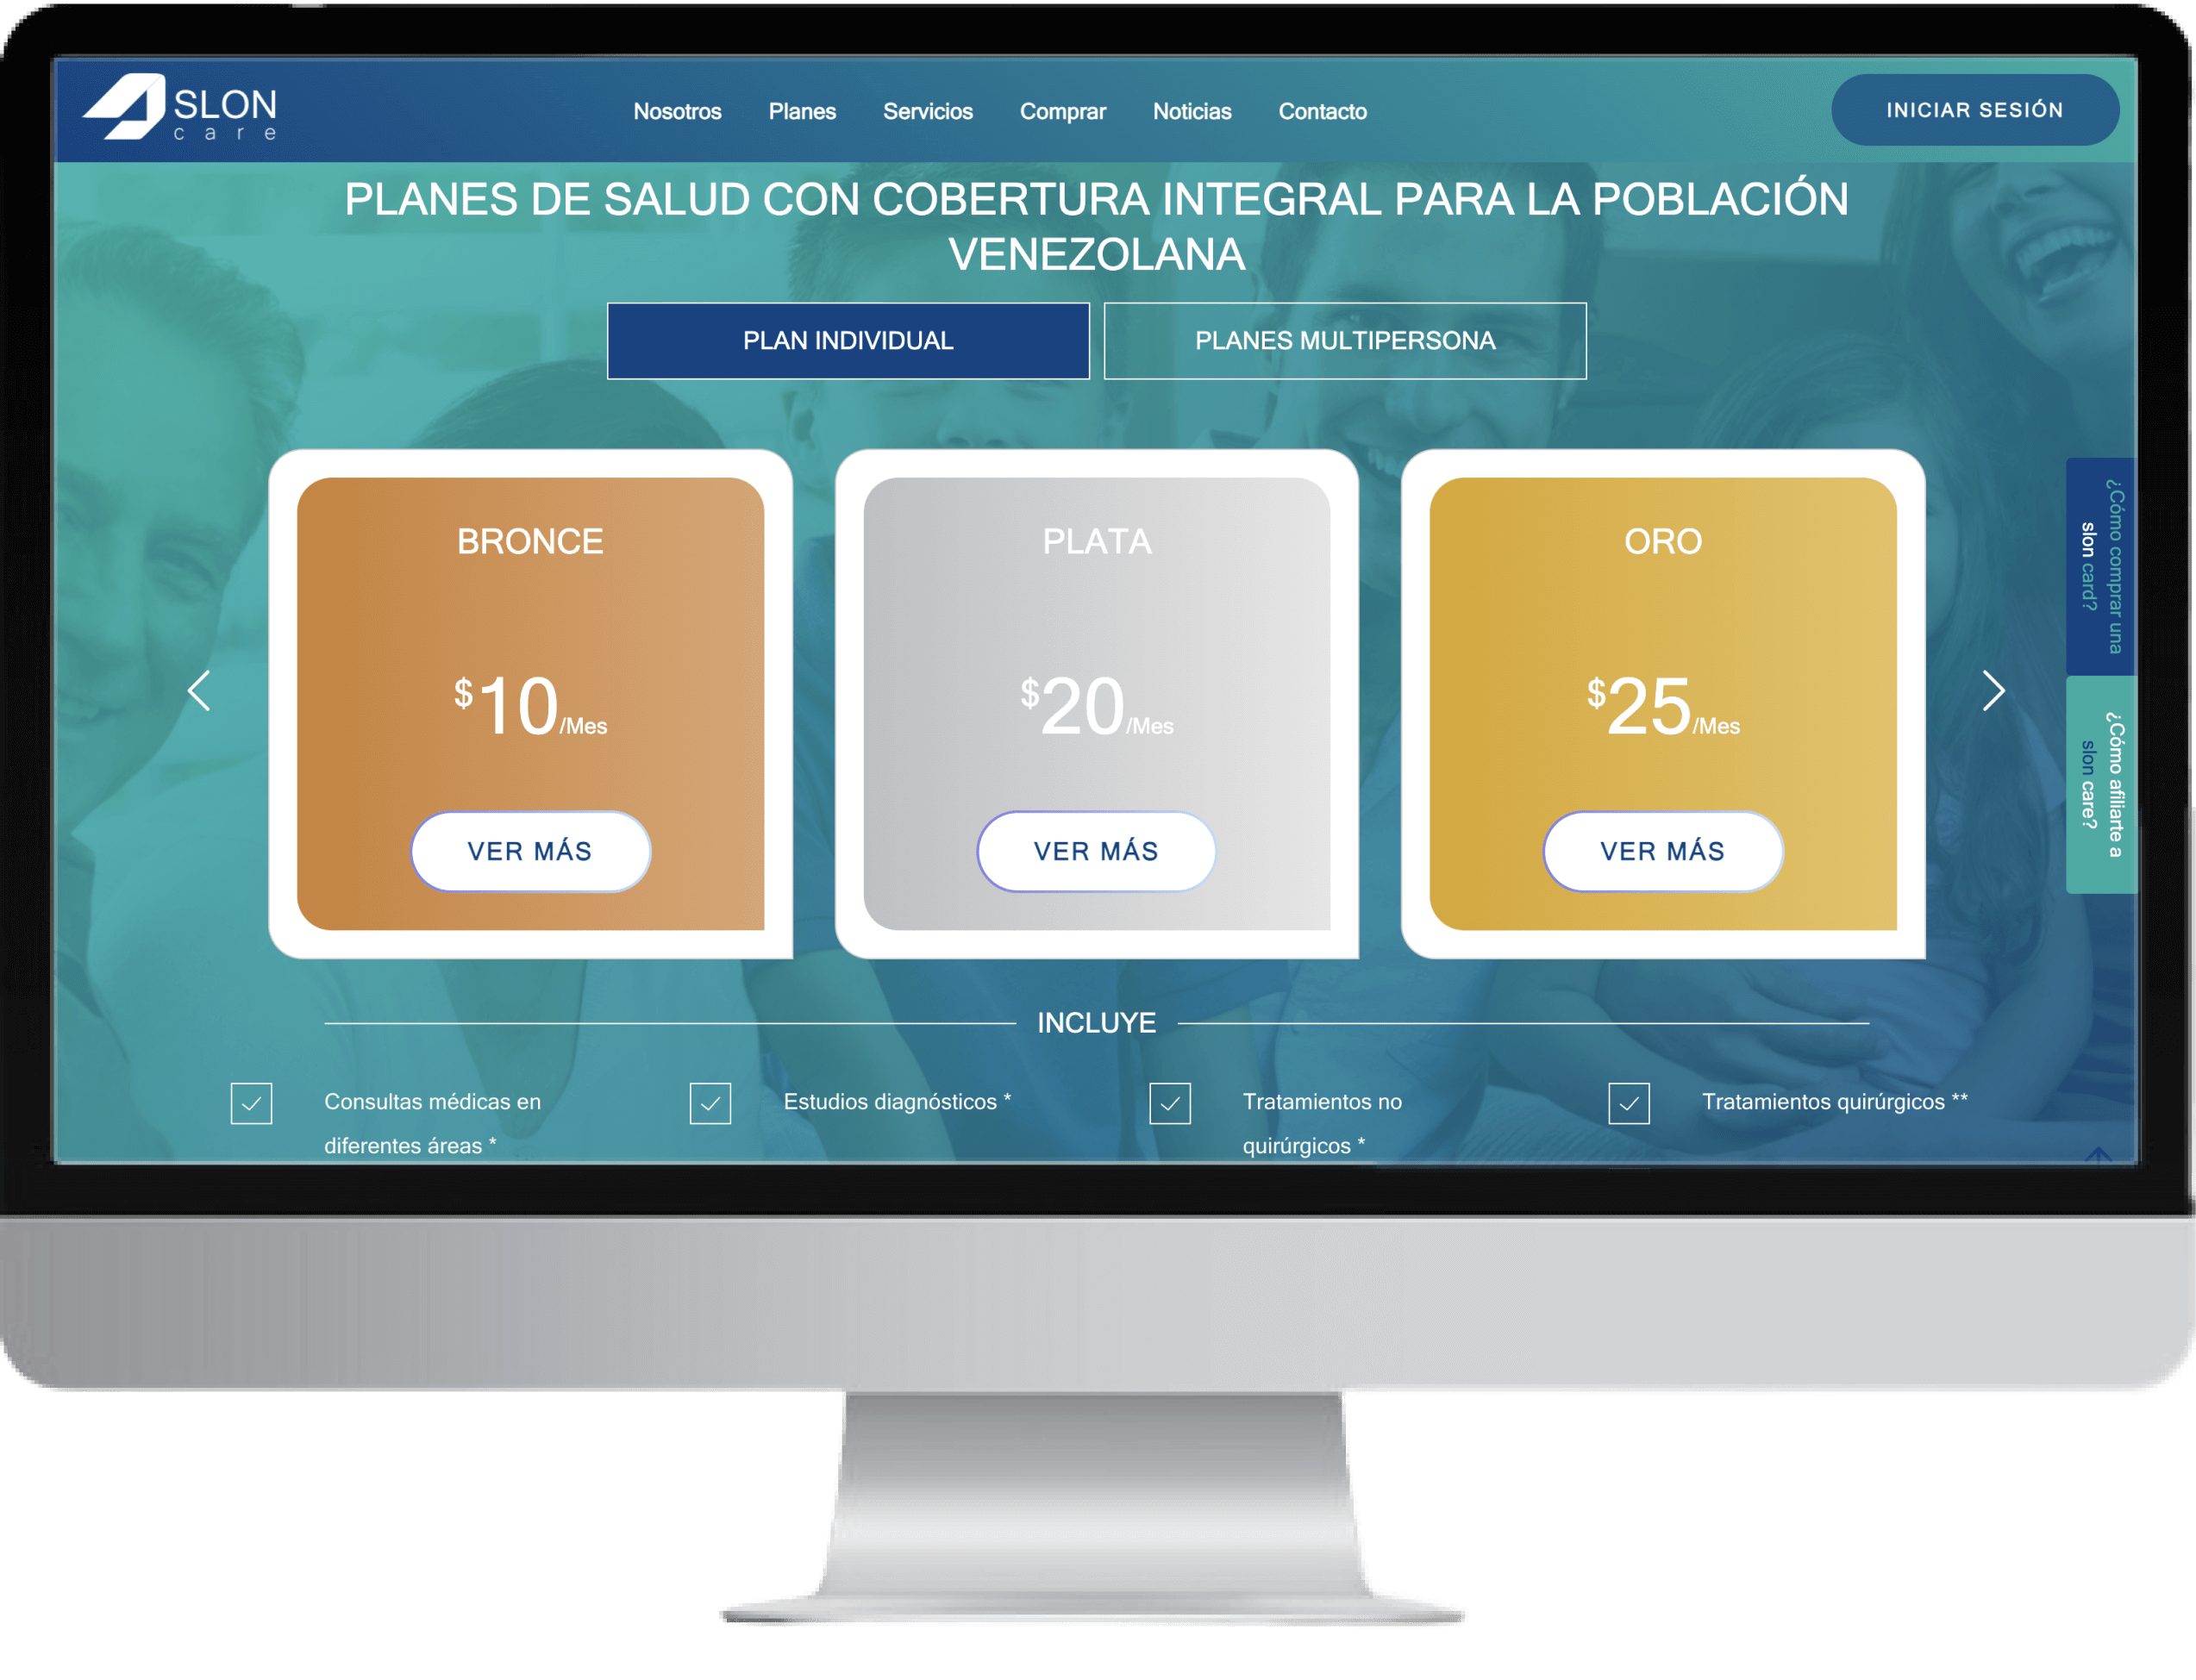 SLON
care
Nosotros
Planes
Servicios
Comprar
Noticias
Contacto
INICIAR SESIÓN
PLANES DE SALUD CON COBERTURA INTEGRAL PARA LA POBLACIÓN
VENEZOLANA
PLAN INDIVIDUAL
PLANES MULTIPERSONA
BRONCE
$10/Mes
VER MÁS
PLATA
$20/Mes
VER MÁS
ORO
$25/Mes
VER MÁS
¿Cómo comprar una
slon card?
¿Cómo afiliarte a
slon care?
INCLUYE
Consultas médicas en
diferentes áreas *
Estudios diagnósticos *
Tratamientos no
quirúrgicos *
Tratamientos quirúrgicos **